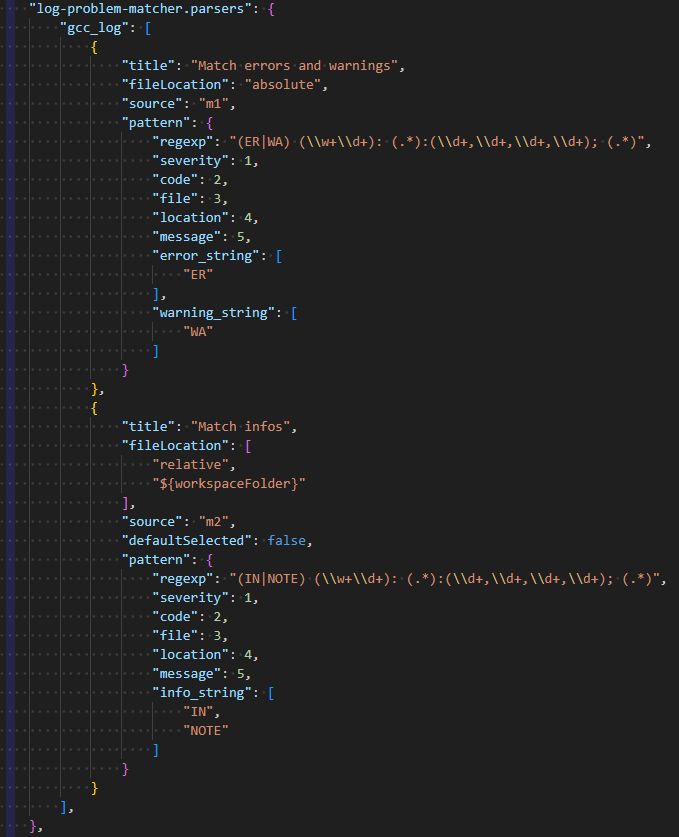 "log-problem-matcher.parsers": {
"gcc_log": [
{
"title": "Match errors and warnings",
"fileLocation": "absolute",
"source": "m1",
"pattern": {
"regexp": "(ER|WA) (\\w+\\d+): (.*):(\\d+,\\d+,\\d+,\\d+); (.*)",
"severity": 1,
"code": 2,
"file": 3,
"location": 4,
"message": 5,
"error_string": [
"ER"
],
"warning_string": [
"WA"
]
}
},
{
"title": "Match infos",
"fileLocation": [
"relative",
"${workspaceFolder}"
],
"source": "m2",
"defaultSelected": false,
"pattern": {
"regexp": "(IN|NOTE) (\\w+\\d+): (.*):(\\d+,\\d+,\\d+,\\d+); (.*)",
"severity": 1,
"code": 2,
"file": 3,
"location": 4,
"message": 5,
"info_string": [
"IN",
"NOTE"
]
}
}
],
},